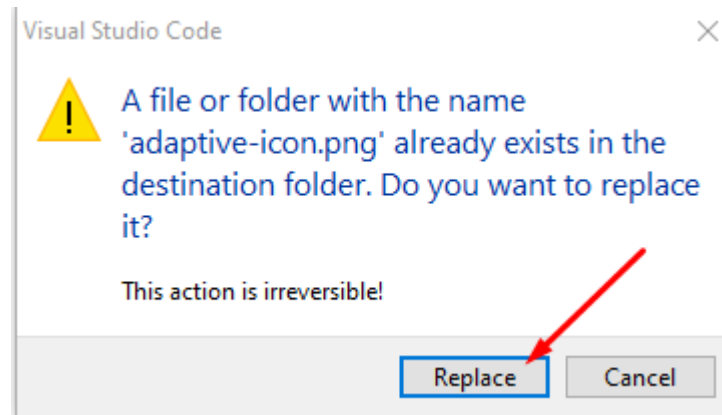 Visual Studio Code
A file or folder with the name
'adaptive-icon.png' already exists in the
destination folder. Do you want to replace
it?
This action is irreversible!
Replace
Cancel